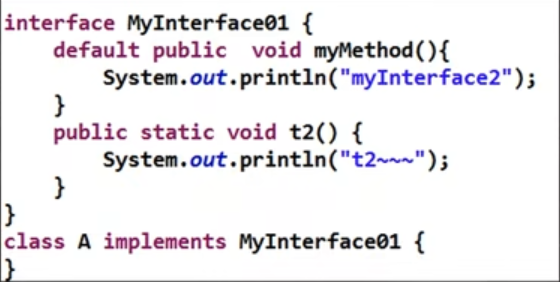 interface MyInterface01 {
    default public  void myMethod(){
        System.out.println("myInterface2");
    }
    public static void t2() {
        System.out.println("t2~~~");
    }
}
class A implements MyInterface01 {
}